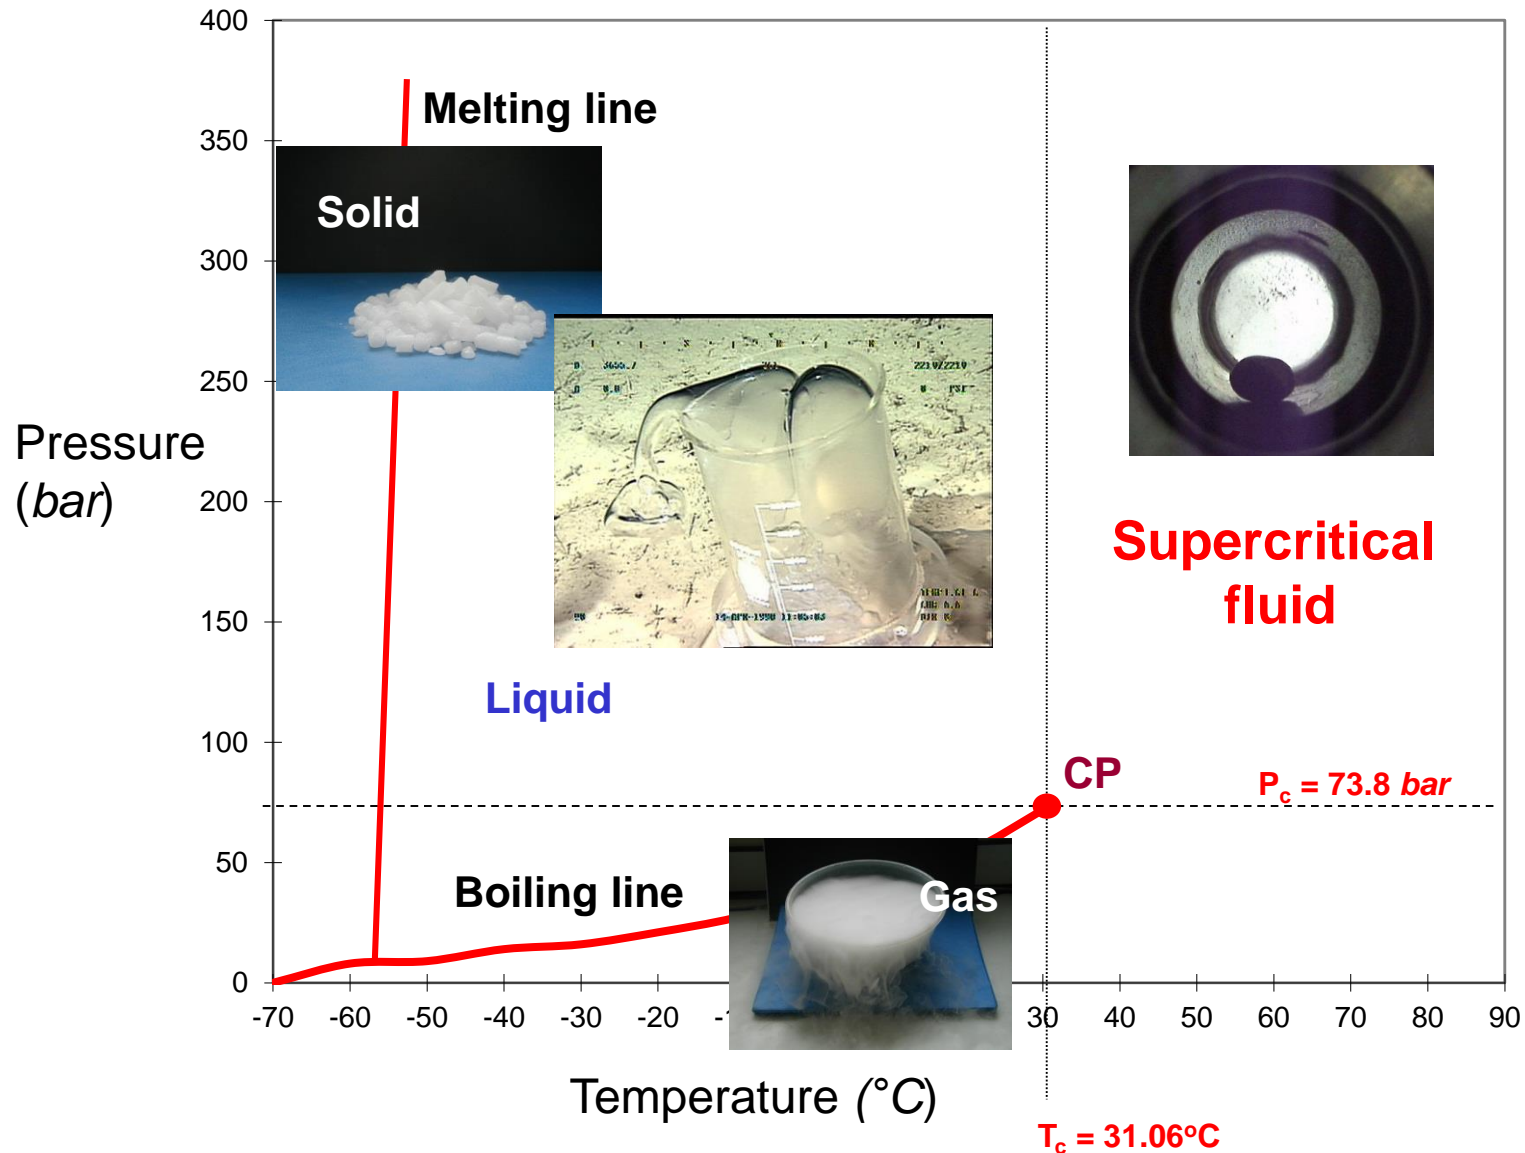 400
Melting line
350
Solid
300
250
Pressure
(bar)
200
Supercritical
fluid
150
Liquid
100
CP
Pc = 73.8 bar
50
Boiling line
Gas
0
-70 -60 -50 -40 -30 -20 30 40 50 60 70 80 90
Temperature (°C)
Tc = 31.06°C